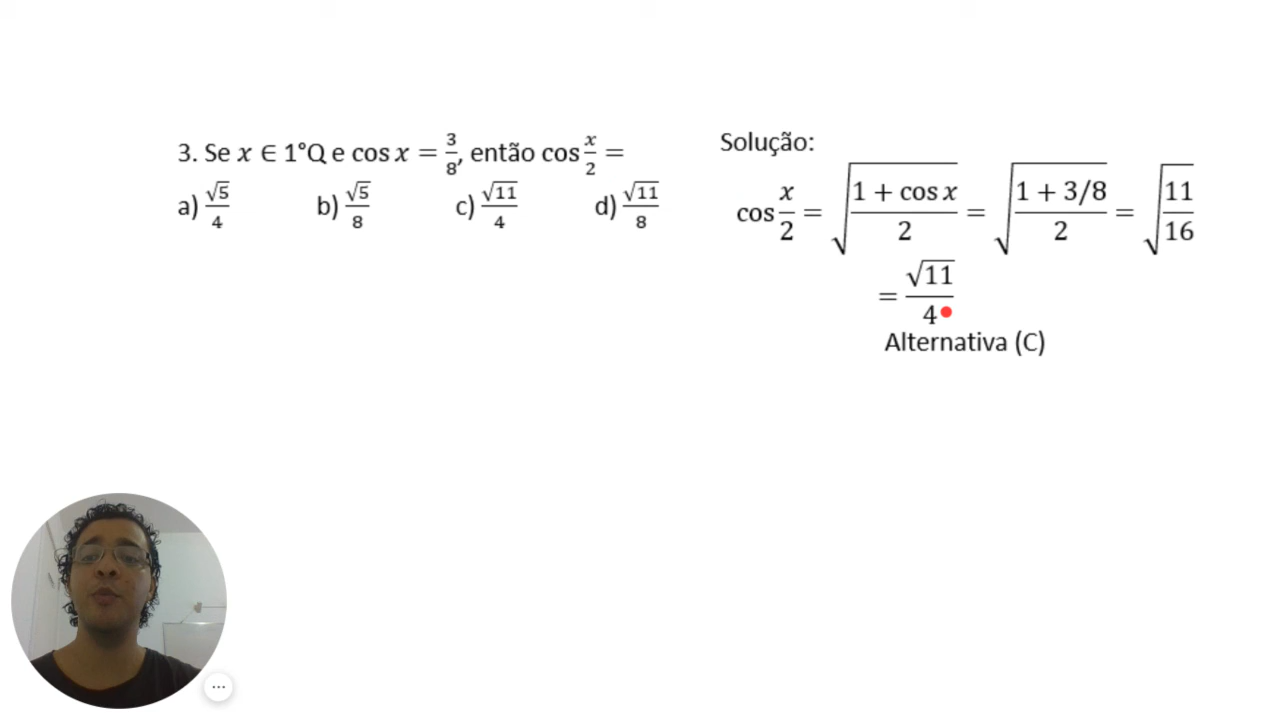 3. Se x ∈ 1°Q e cos x = 3/8, então cos x/2 =
a) √5/4 b) √5/8 c) √11/4 d) √11/8
Solução:
cos x/2 = √((1 + cos x)/2) = √((1 + 3/8)/2) = √(11/16)
= √11/4
Alternativa (C)